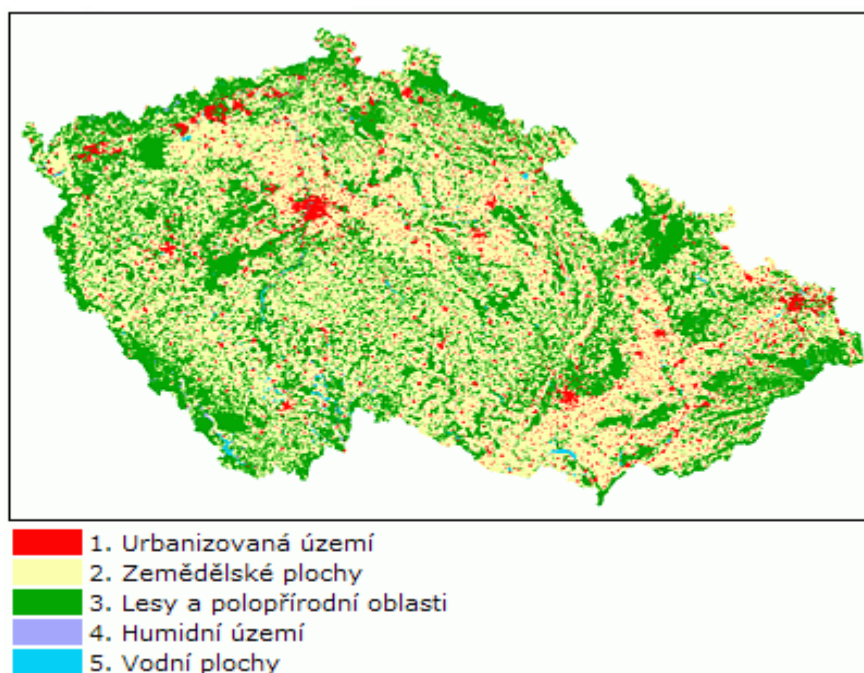 1. Urbanizovaná území
2. Zemědělské plochy
3. Lesy a polopřírodní oblasti
4. Humidní území
5. Vodní plochy